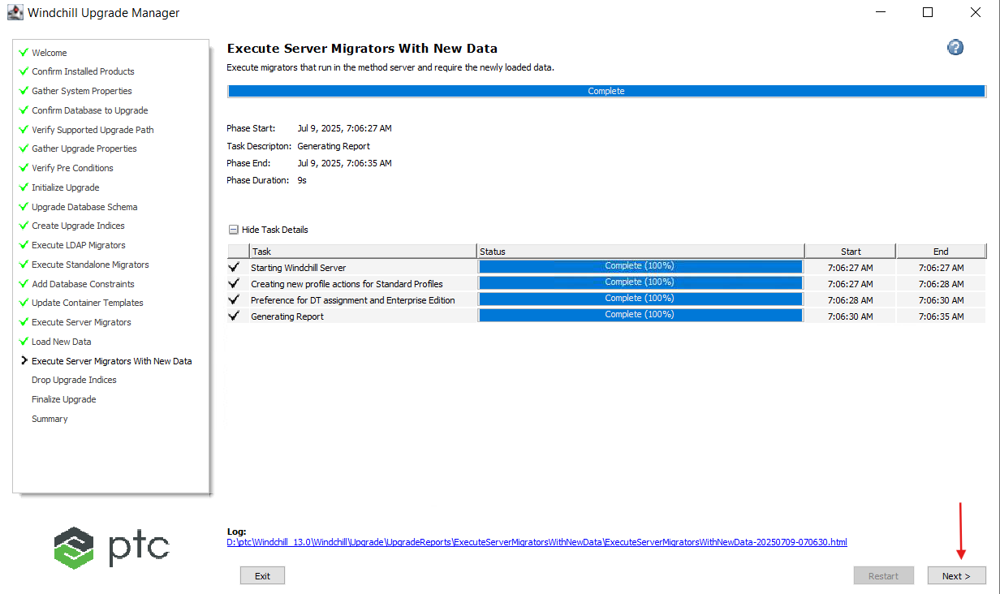 Windchill Upgrade Manager
Welcome
Confirm Installed Products
Gather System Properties
Confirm Database to Upgrade
Verify Supported Upgrade Path
Gather Upgrade Properties
Verify Pre Conditions
Initialize Upgrade
Upgrade Database Schema
Create Upgrade Indices
Execute LDAP Migrators
Execute Standalone Migrators
Add Database Constraints
Update Container Templates
Execute Server Migrators
Load New Data
Execute Server Migrators With New Data
Drop Upgrade Indices
Finalize Upgrade
Summary
ptc
Execute Server Migrators With New Data
?
Execute migrators that run in the method server and require the newly loaded data.
Complete
Phase Start: Jul 9, 2025, 7:06:27 AM
Task Descripton: Generating Report
Phase End: Jul 9, 2025, 7:06:35 AM
Phase Duration: 9s
Hide Task Details
Task Status Start End
Starting Windchill Server Complete (100%) 7:06:27 AM 7:06:27 AM
Creating new profile actions for Standard Profiles Complete (100%) 7:06:27 AM 7:06:28 AM
Preference for DT assignment and Enterprise Edition Complete (100%) 7:06:28 AM 7:06:30 AM
Generating Report Complete (100%) 7:06:30 AM 7:06:35 AM
Log:
D:\ptc\Windchill_13.0\Windchill\Upgrade\UpgradeReports\ExecuteServerMigratorsWithNewData\ExecuteServerMigratorsWithNewData-20250709-070630.html
Exit Restart Next >